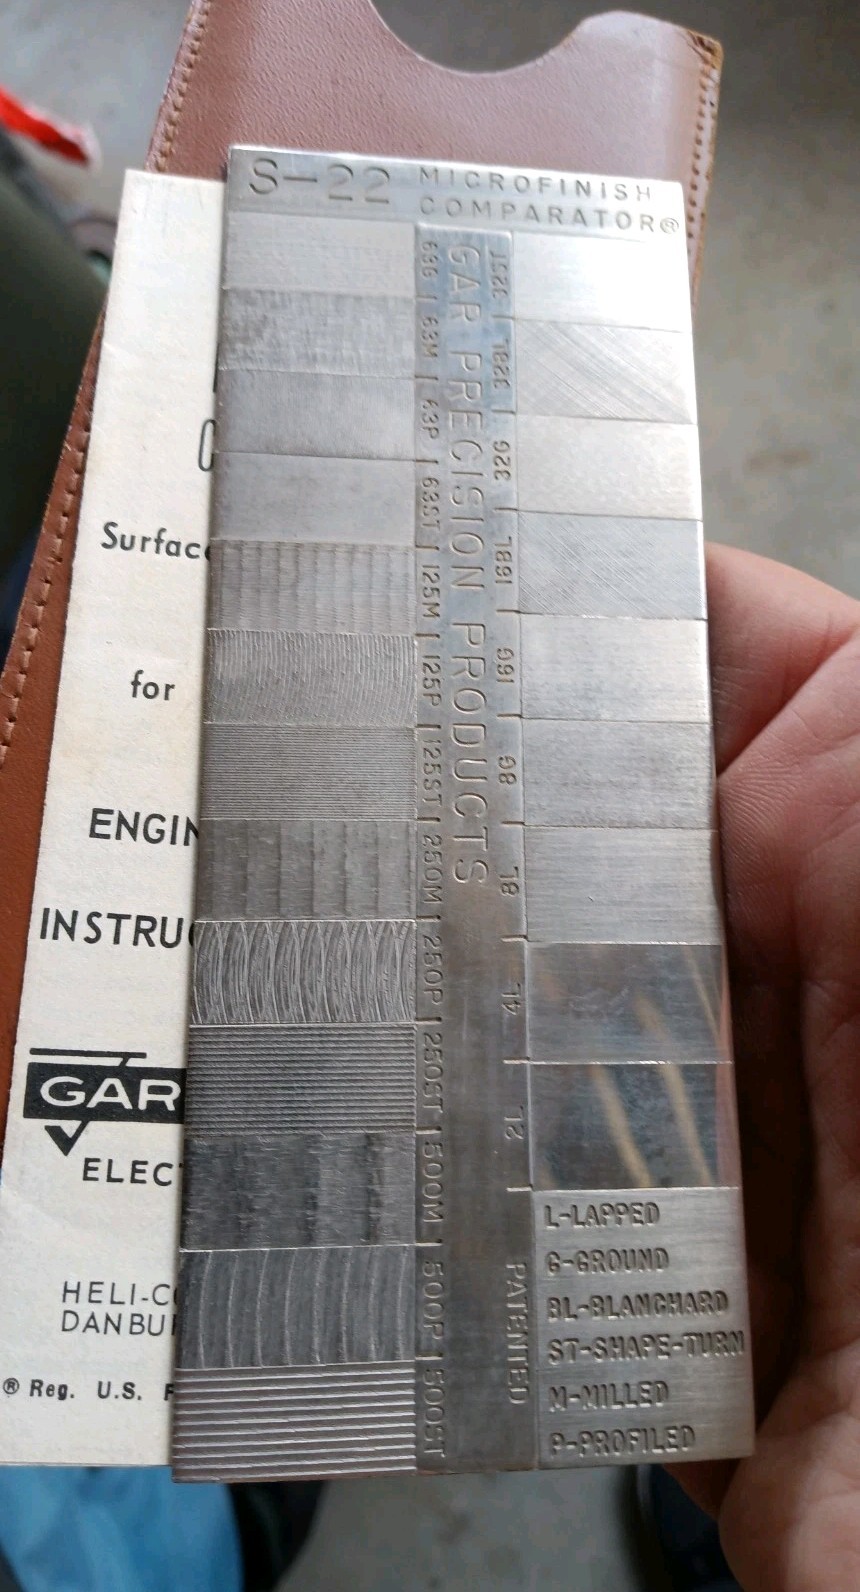 S-22 MICROFINISH
COMPARATOR®
GAR PRECISION PRODUCTS
PATENTED
63G
63M
63P
63ST
125M
125P
125ST
250M
250P
250ST
500M
500P
500ST
32ST
32BL
32G
16BL
16G
8G
8L
4L
2L
L-LAPPED
G-GROUND
BL-BLANCHARD
ST-SHAPE-TURN
M-MILLED
P-PROFILED
Surfac
for
ENGIN
INSTRU
GAR
ELEC
HELI-C
DANBU
® Reg. U.S. P